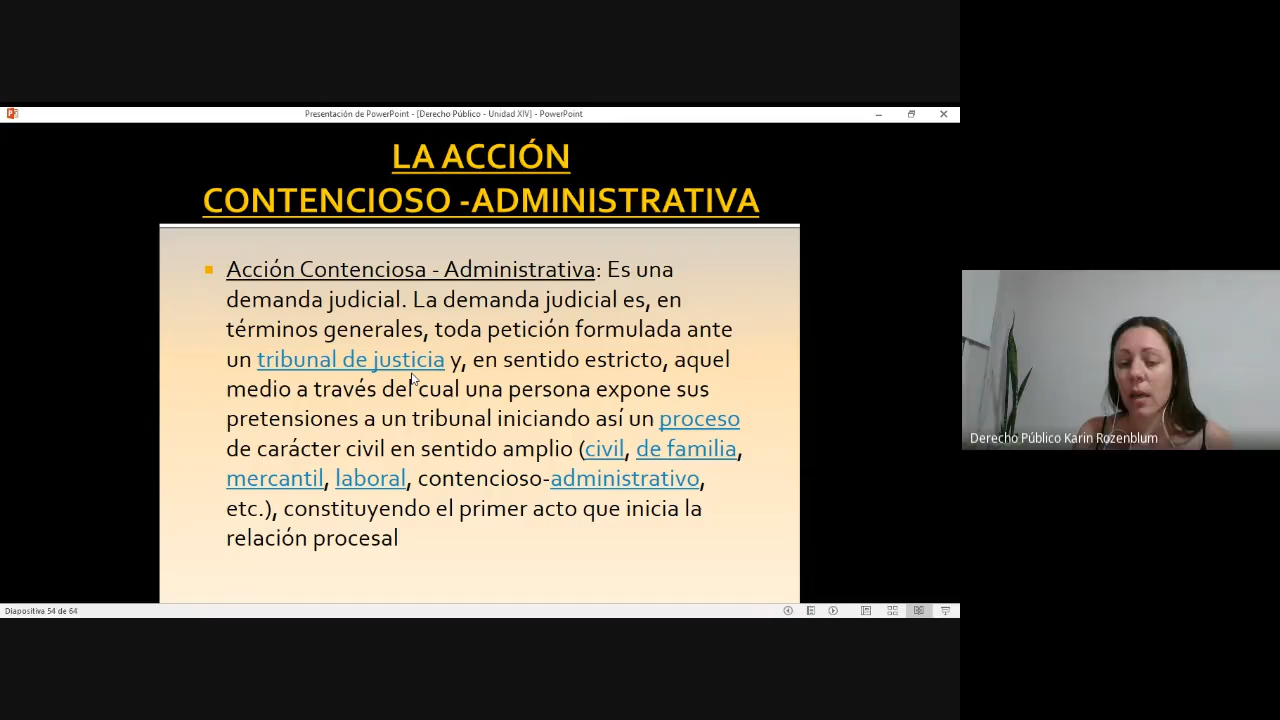 Presentación de PowerPoint - [Derecho Público - Unidad XIV] - PowerPoint
LA ACCIÓN
CONTENCIOSO -ADMINISTRATIVA
Acción Contenciosa - Administrativa: Es una
demanda judicial. La demanda judicial es, en
términos generales, toda petición formulada ante
un tribunal de justicia y, en sentido estricto, aquel
medio a través del cual una persona expone sus
pretensiones a un tribunal iniciando así un proceso
de carácter civil en sentido amplio (civil, de familia,
mercantil, laboral, contencioso-administrativo,
etc.), constituyendo el primer acto que inicia la
relación procesal
Diapositiva 54 de 64
Derecho Público Karin Rozenblum